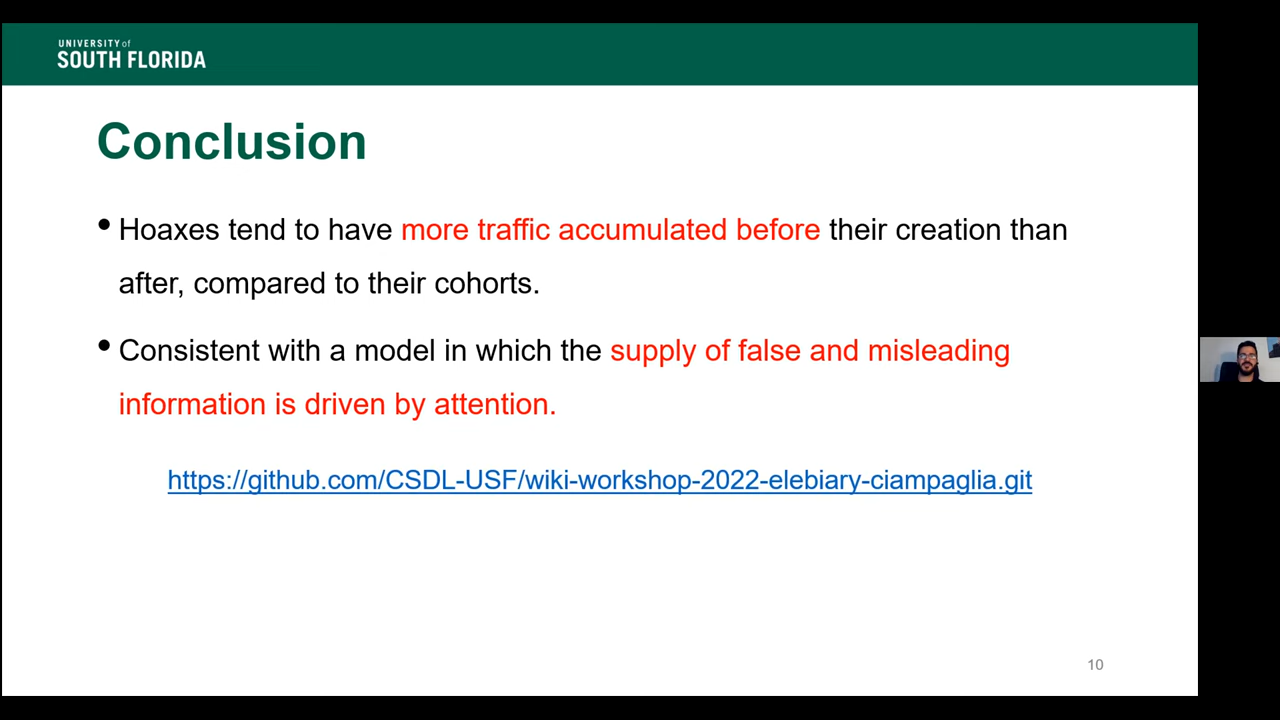 UNIVERSITY of
SOUTH FLORIDA
Conclusion
• Hoaxes tend to have more traffic accumulated before their creation than
after, compared to their cohorts.
• Consistent with a model in which the supply of false and misleading
information is driven by attention.
https://github.com/CSDL-USF/wiki-workshop-2022-elebiary-ciampaglia.git
10